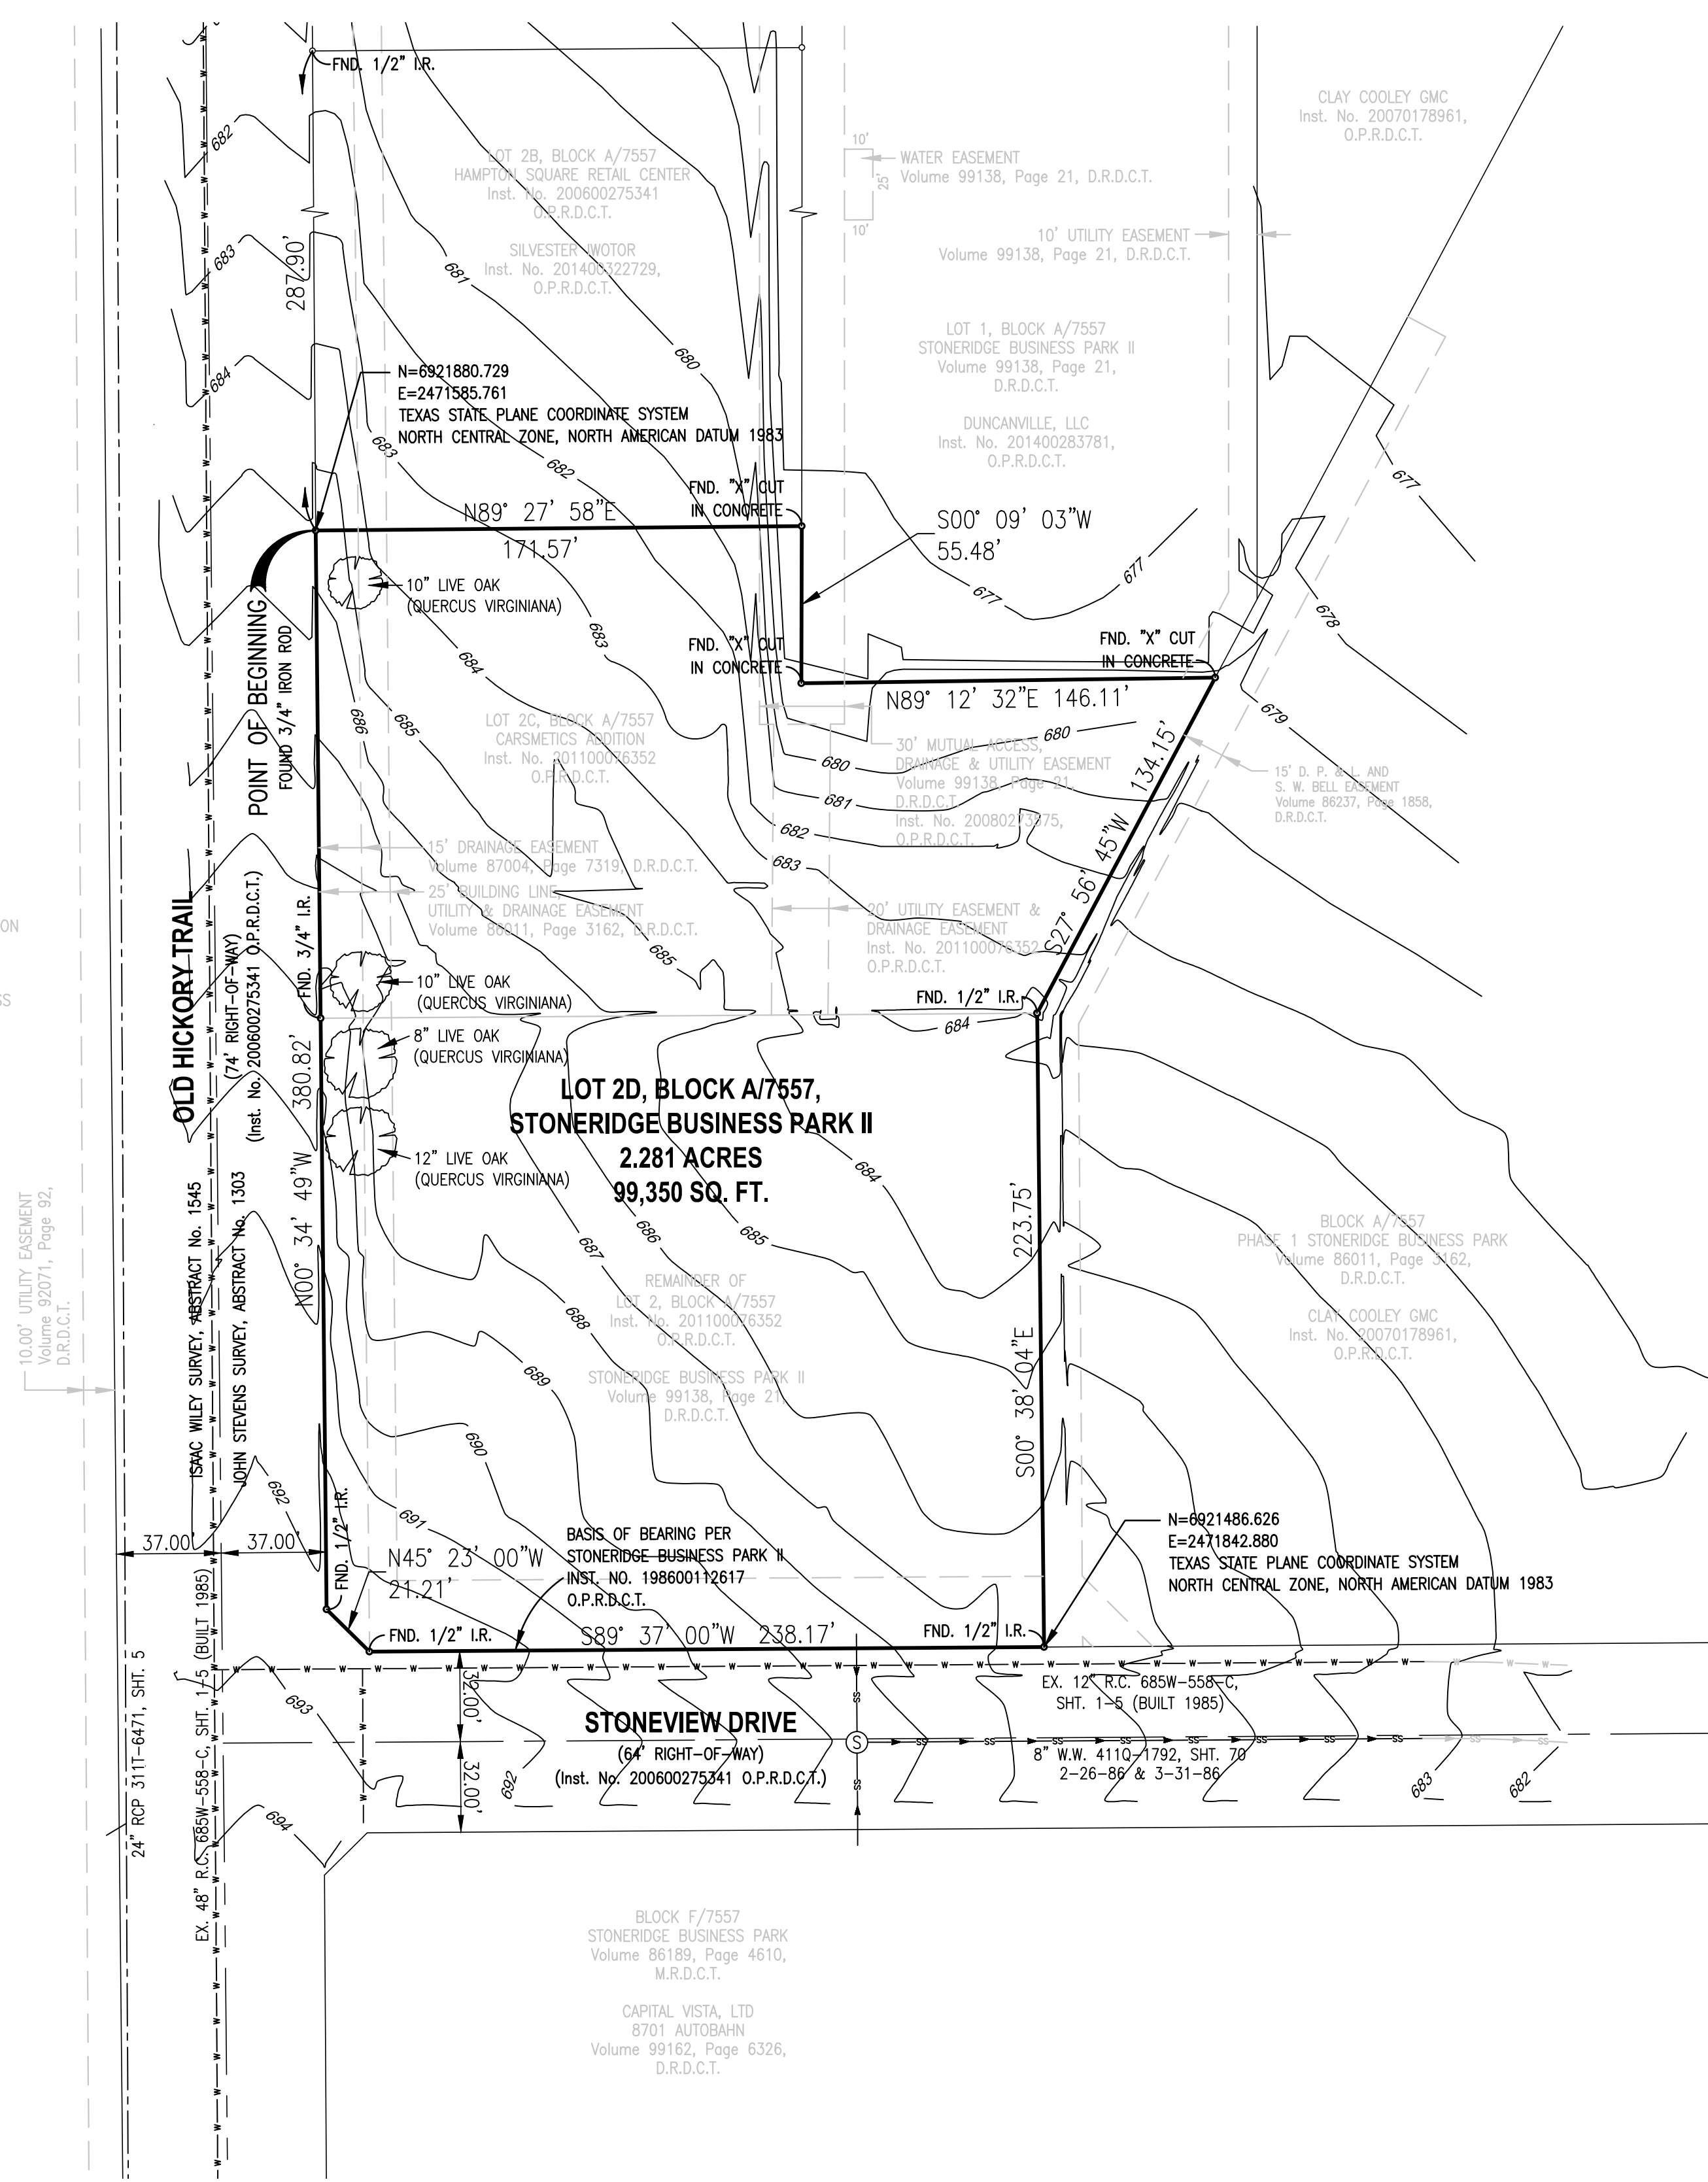 FND. 1/2" I.R.
CLAY COOLEY GMC
Inst. No. 20070178961,
O.P.R.D.C.T.
682
LOT 2B, BLOCK A/7557
HAMPTON SQUARE RETAIL CENTER
Inst. No. 200600275341
O.P.R.D.C.T.
SILVESTER IWOTOR
Inst. No. 201400322729,
O.P.R.D.C.T.
10'
25'
10'
WATER EASEMENT
Volume 99138, Page 21, D.R.D.C.T.
10' UTILITY EASEMENT
Volume 99138, Page 21, D.R.D.C.T.
683
287.90'
681
680
684
LOT 1, BLOCK A/7557
STONERIDGE BUSINESS PARK II
Volume 99138, Page 21,
D.R.D.C.T.
DUNCANVILLE, LLC
Inst. No. 201400283781,
O.P.R.D.C.T.
N=6921880.729
E=2471585.761
TEXAS STATE PLANE COORDINATE SYSTEM
NORTH CENTRAL ZONE, NORTH AMERICAN DATUM 1983
683
682
677
FND. "X" CUT
IN CONCRETE
N89° 27' 58"E
171.57'
S00° 09' 03"W
55.48'
677
677
678
10" LIVE OAK
(QUERCUS VIRGINIANA)
683
684
FND. "X" CUT
IN CONCRETE
FND. "X" CUT
IN CONCRETE
N89° 12' 32"E 146.11'
POINT OF BEGINNING
FOUND 3/4" IRON ROD
686
685
679
LOT 2C, BLOCK A/7557
CARSMETICS ADDITION
Inst. No. 201100076352
O.P.R.D.C.T.
680
680
681
682
683
30' MUTUAL ACCESS,
DRAINAGE & UTILITY EASEMENT
Volume 99138, Page 21,
D.R.D.C.T.
Inst. No. 20080273975,
O.P.R.D.C.T.
S27° 56' 45"W 134.15'
15' D. P. & L. AND
S. W. BELL EASEMENT
Volume 86237, Page 1858,
D.R.D.C.T.
15' DRAINAGE EASEMENT
Volume 87004, Page 7319, D.R.D.C.T.
25' BUILDING LINE,
UTILITY & DRAINAGE EASEMENT
Volume 86011, Page 3162, D.R.D.C.T.
20' UTILITY EASEMENT &
DRAINAGE EASEMENT
Inst. No. 201100076352
O.P.R.D.C.T.
685
ON
SS
OLD HICKORY TRAIL
(74' RIGHT-OF-WAY)
(Inst. No. 200600275341 O.P.R.D.C.T.)
FND. 3/4" I.R.
10" LIVE OAK
(QUERCUS VIRGINIANA)
FND. 1/2" I.R.
684
8" LIVE OAK
(QUERCUS VIRGINIANA)
12" LIVE OAK
(QUERCUS VIRGINIANA)
LOT 2D, BLOCK A/7557,
STONERIDGE BUSINESS PARK II
2.281 ACRES
99,350 SQ. FT.
684
685
686
687
688
689
690
691
692
N00° 34' 49"W 380.82'
S00° 38' 04"E 223.75'
ISAAC WILEY SURVEY, ABSTRACT No. 1545
JOHN STEVENS SURVEY, ABSTRACT No. 1303
10.00' UTILITY EASEMENT
Volume 92071, Page 92,
D.R.D.C.T.
REMAINDER OF
LOT 2, BLOCK A/7557
Inst. No. 201100076352
O.P.R.D.C.T.
STONERIDGE BUSINESS PARK II
Volume 99138, Page 21
D.R.D.C.T.
BLOCK A/7557
PHASE 1 STONERIDGE BUSINESS PARK
Volume 86011, Page 3162,
D.R.D.C.T.
CLAY COOLEY GMC
Inst. No. 20070178961,
O.P.R.D.C.T.
37.00'
37.00'
FND. 1/2" I.R.
N45° 23' 00"W
21.21'
BASIS OF BEARING PER
STONERIDGE BUSINESS PARK II
INST. NO. 198600112617
O.P.R.D.C.T.
N=6921486.626
E=2471842.880
TEXAS STATE PLANE COORDINATE SYSTEM
NORTH CENTRAL ZONE, NORTH AMERICAN DATUM 1983
FND. 1/2" I.R.
S89° 37' 00"W 238.17'
FND. 1/2" I.R.
24" RCP 311T-6471, SHT. 5
EX. 48" R.C. 685W-558-C, SHT. 1-5 (BUILT 1985)
EX. 12" R.C. 685W-558-C,
SHT. 1-5 (BUILT 1985)
693
32.00'
32.00'
STONEVIEW DRIVE
(64' RIGHT-OF-WAY)
(Inst. No. 200600275341 O.P.R.D.C.T.)
S
8" W.W. 411Q-1792, SHT. 70
2-26-86 & 3-31-86
692
683
682
694
BLOCK F/7557
STONERIDGE BUSINESS PARK
Volume 86189, Page 4610,
M.R.D.C.T.
CAPITAL VISTA, LTD
8701 AUTOBAHN
Volume 99162, Page 6326,
D.R.D.C.T.